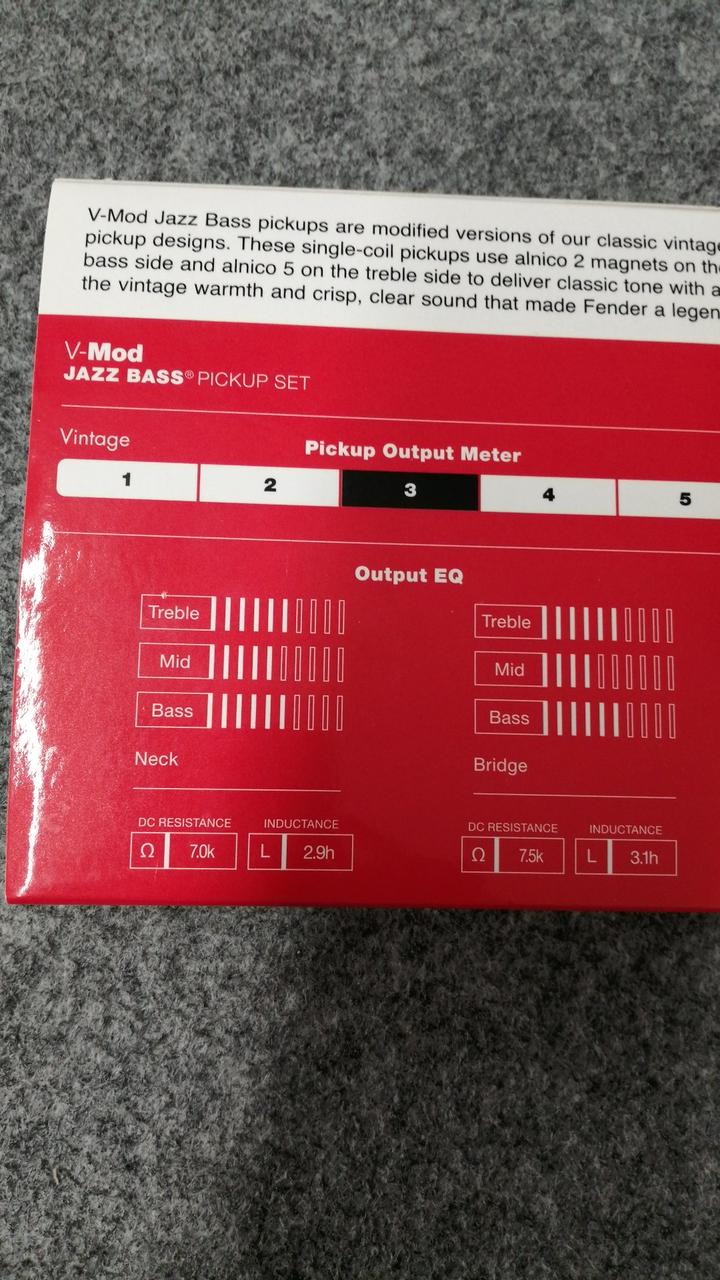 V-Mod Jazz Bass pickups are modified versions of our classic vintage
pickup designs. These single-coil pickups use alnico 2 magnets on the
bass side and alnico 5 on the treble side to deliver classic tone with a
the vintage warmth and crisp, clear sound that made Fender a legen
V-Mod
JAZZ BASS® PICKUP SET
Vintage
Pickup Output Meter
1 2 3 4 5
Output EQ
Treble
Mid
Bass
Neck
Treble
Mid
Bass
Bridge
DC RESISTANCE INDUCTANCE
Ω 7.0k L 2.9h
DC RESISTANCE INDUCTANCE
Ω 7.5k L 3.1h